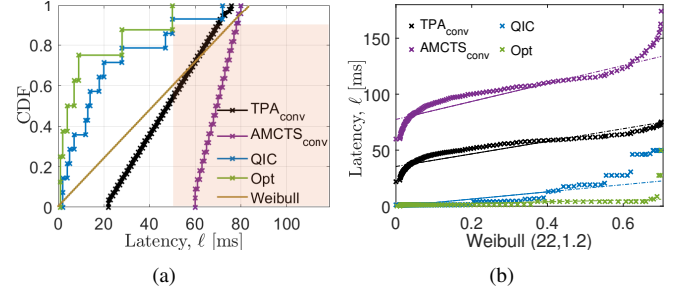 1
0.8
0.6
0.4
0.2
0
CDF
TPAconv
AMCTSconv
QIC
Opt
Weibull
0 20 40 60 80 100
Latency, ℓ [ms]
(a)
150
100
50
0
Latency, ℓ [ms]
TPAconv QIC
AMCTSconv Opt
0 0.2 0.4 0.6
Weibull (22,1.2)
(b)